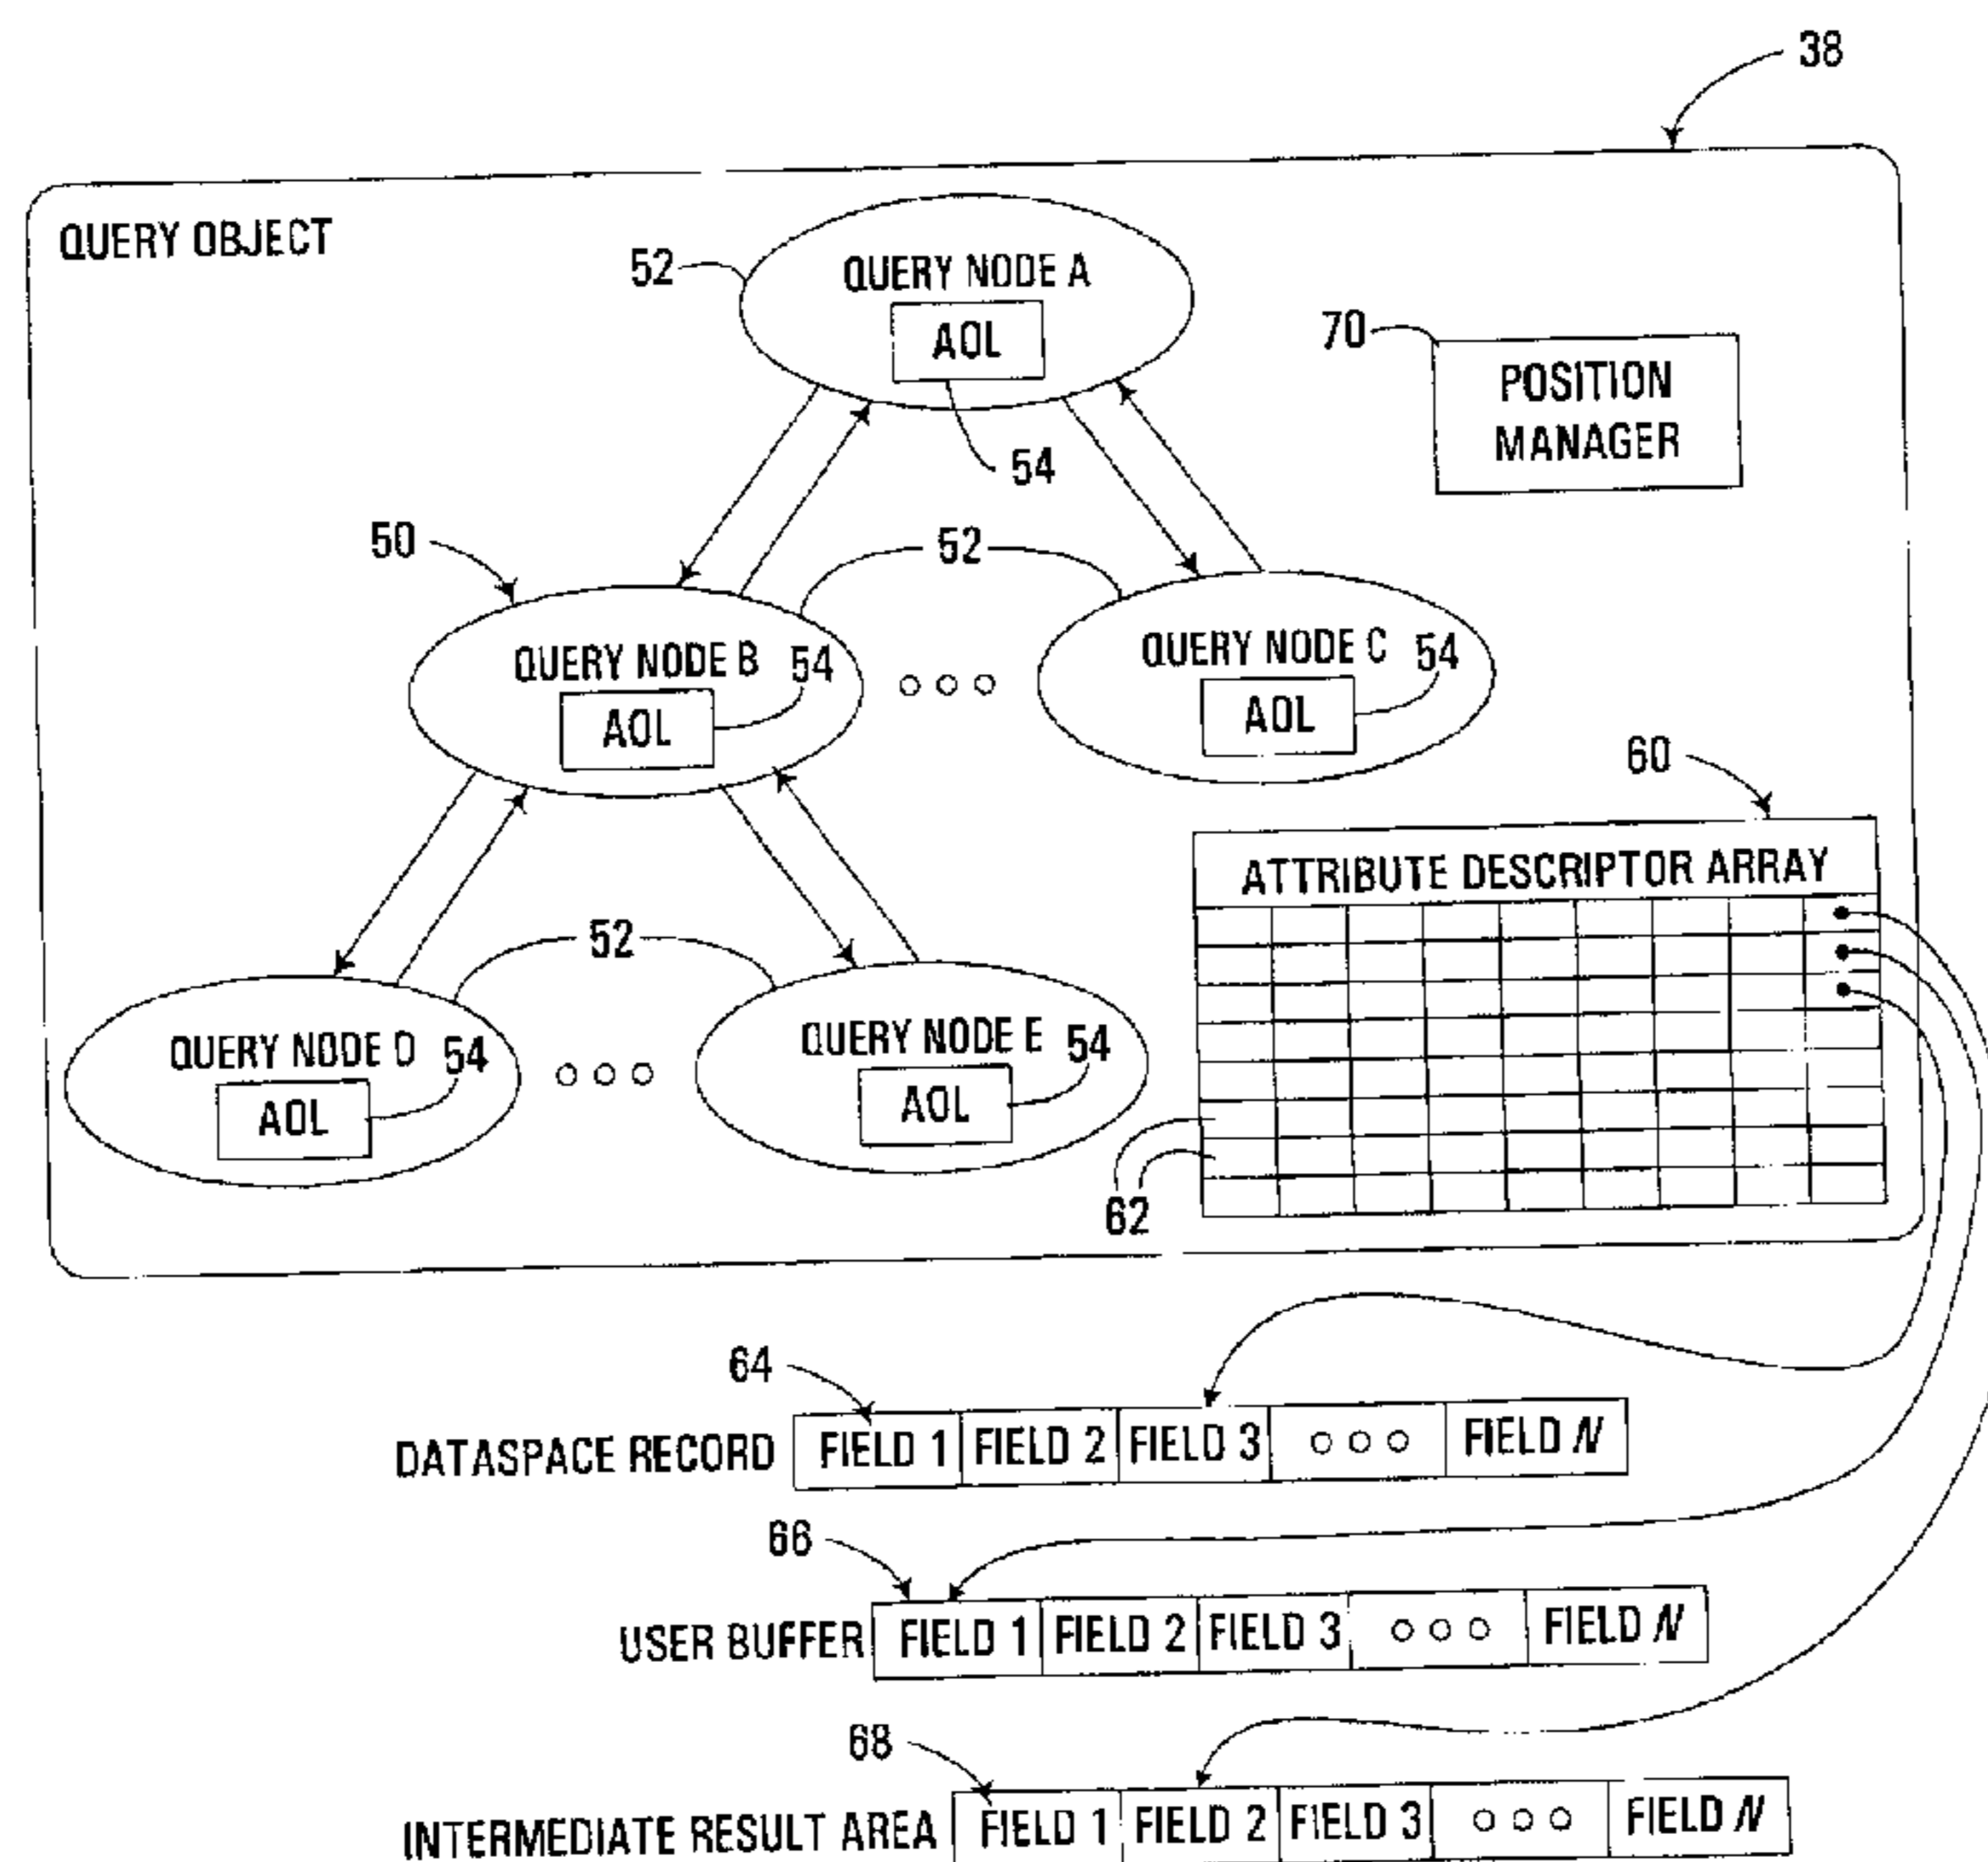 38
QUERY OBJECT
52
QUERY NODE A
AOL
54
70
POSITION
MANAGER
50
52
QUERY NODE B
54
AOL
QUERY NODE C
54
AOL
60
ATTRIBUTE DESCRIPTOR ARRAY
52
QUERY NODE D
54
AOL
QUERY NODE E
54
AOL
62
64
DATASPACE RECORD FIELD 1 FIELD 2 FIELD 3 FIELD N
66
USER BUFFER FIELD 1 FIELD 2 FIELD 3 FIELD N
68
INTERMEDIATE RESULT AREA FIELD 1 FIELD 2 FIELD 3 FIELD N